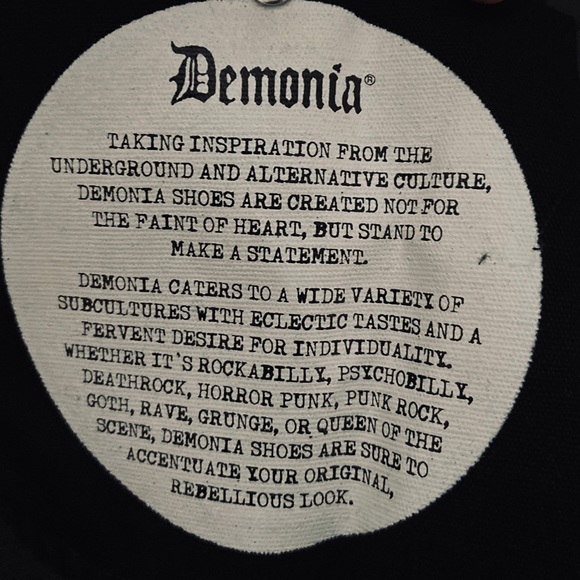 Demonia®
TAKING INSPIRATION FROM THE
UNDERGROUND AND ALTERNATIVE CULTURE,
DEMONIA SHOES ARE CREATED NOT FOR
THE FAINT OF HEART, BUT STAND TO
MAKE A STATEMENT.
DEMONIA CATERS TO A WIDE VARIETY OF
SUBCULTURES WITH ECLECTIC TASTES AND A
FERVENT DESIRE FOR INDIVIDUALITY.
WHETHER IT'S ROCKABILLY, PSYCHOBILLY,
DEATHROCK, HORROR PUNK, PUNK ROCK,
GOTH, RAVE, GRUNGE, OR QUEEN OF THE
SCENE, DEMONIA SHOES ARE SURE TO
ACCENTUATE YOUR ORIGINAL,
REBELLIOUS LOOK.